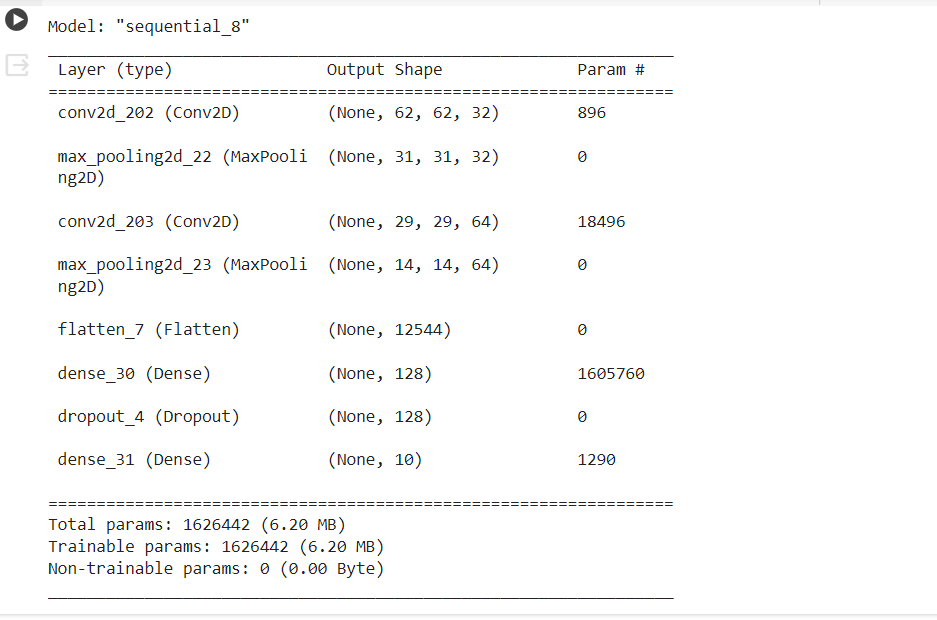 Model: "sequential_8"
_________________________________________________________________
Layer (type) Output Shape Param #
=================================================================
conv2d_202 (Conv2D) (None, 62, 62, 32) 896
max_pooling2d_22 (MaxPooli (None, 31, 31, 32) 0
ng2D)
conv2d_203 (Conv2D) (None, 29, 29, 64) 18496
max_pooling2d_23 (MaxPooli (None, 14, 14, 64) 0
ng2D)
flatten_7 (Flatten) (None, 12544) 0
dense_30 (Dense) (None, 128) 1605760
dropout_4 (Dropout) (None, 128) 0
dense_31 (Dense) (None, 10) 1290
=================================================================
Total params: 1626442 (6.20 MB)
Trainable params: 1626442 (6.20 MB)
Non-trainable params: 0 (0.00 Byte)
_________________________________________________________________